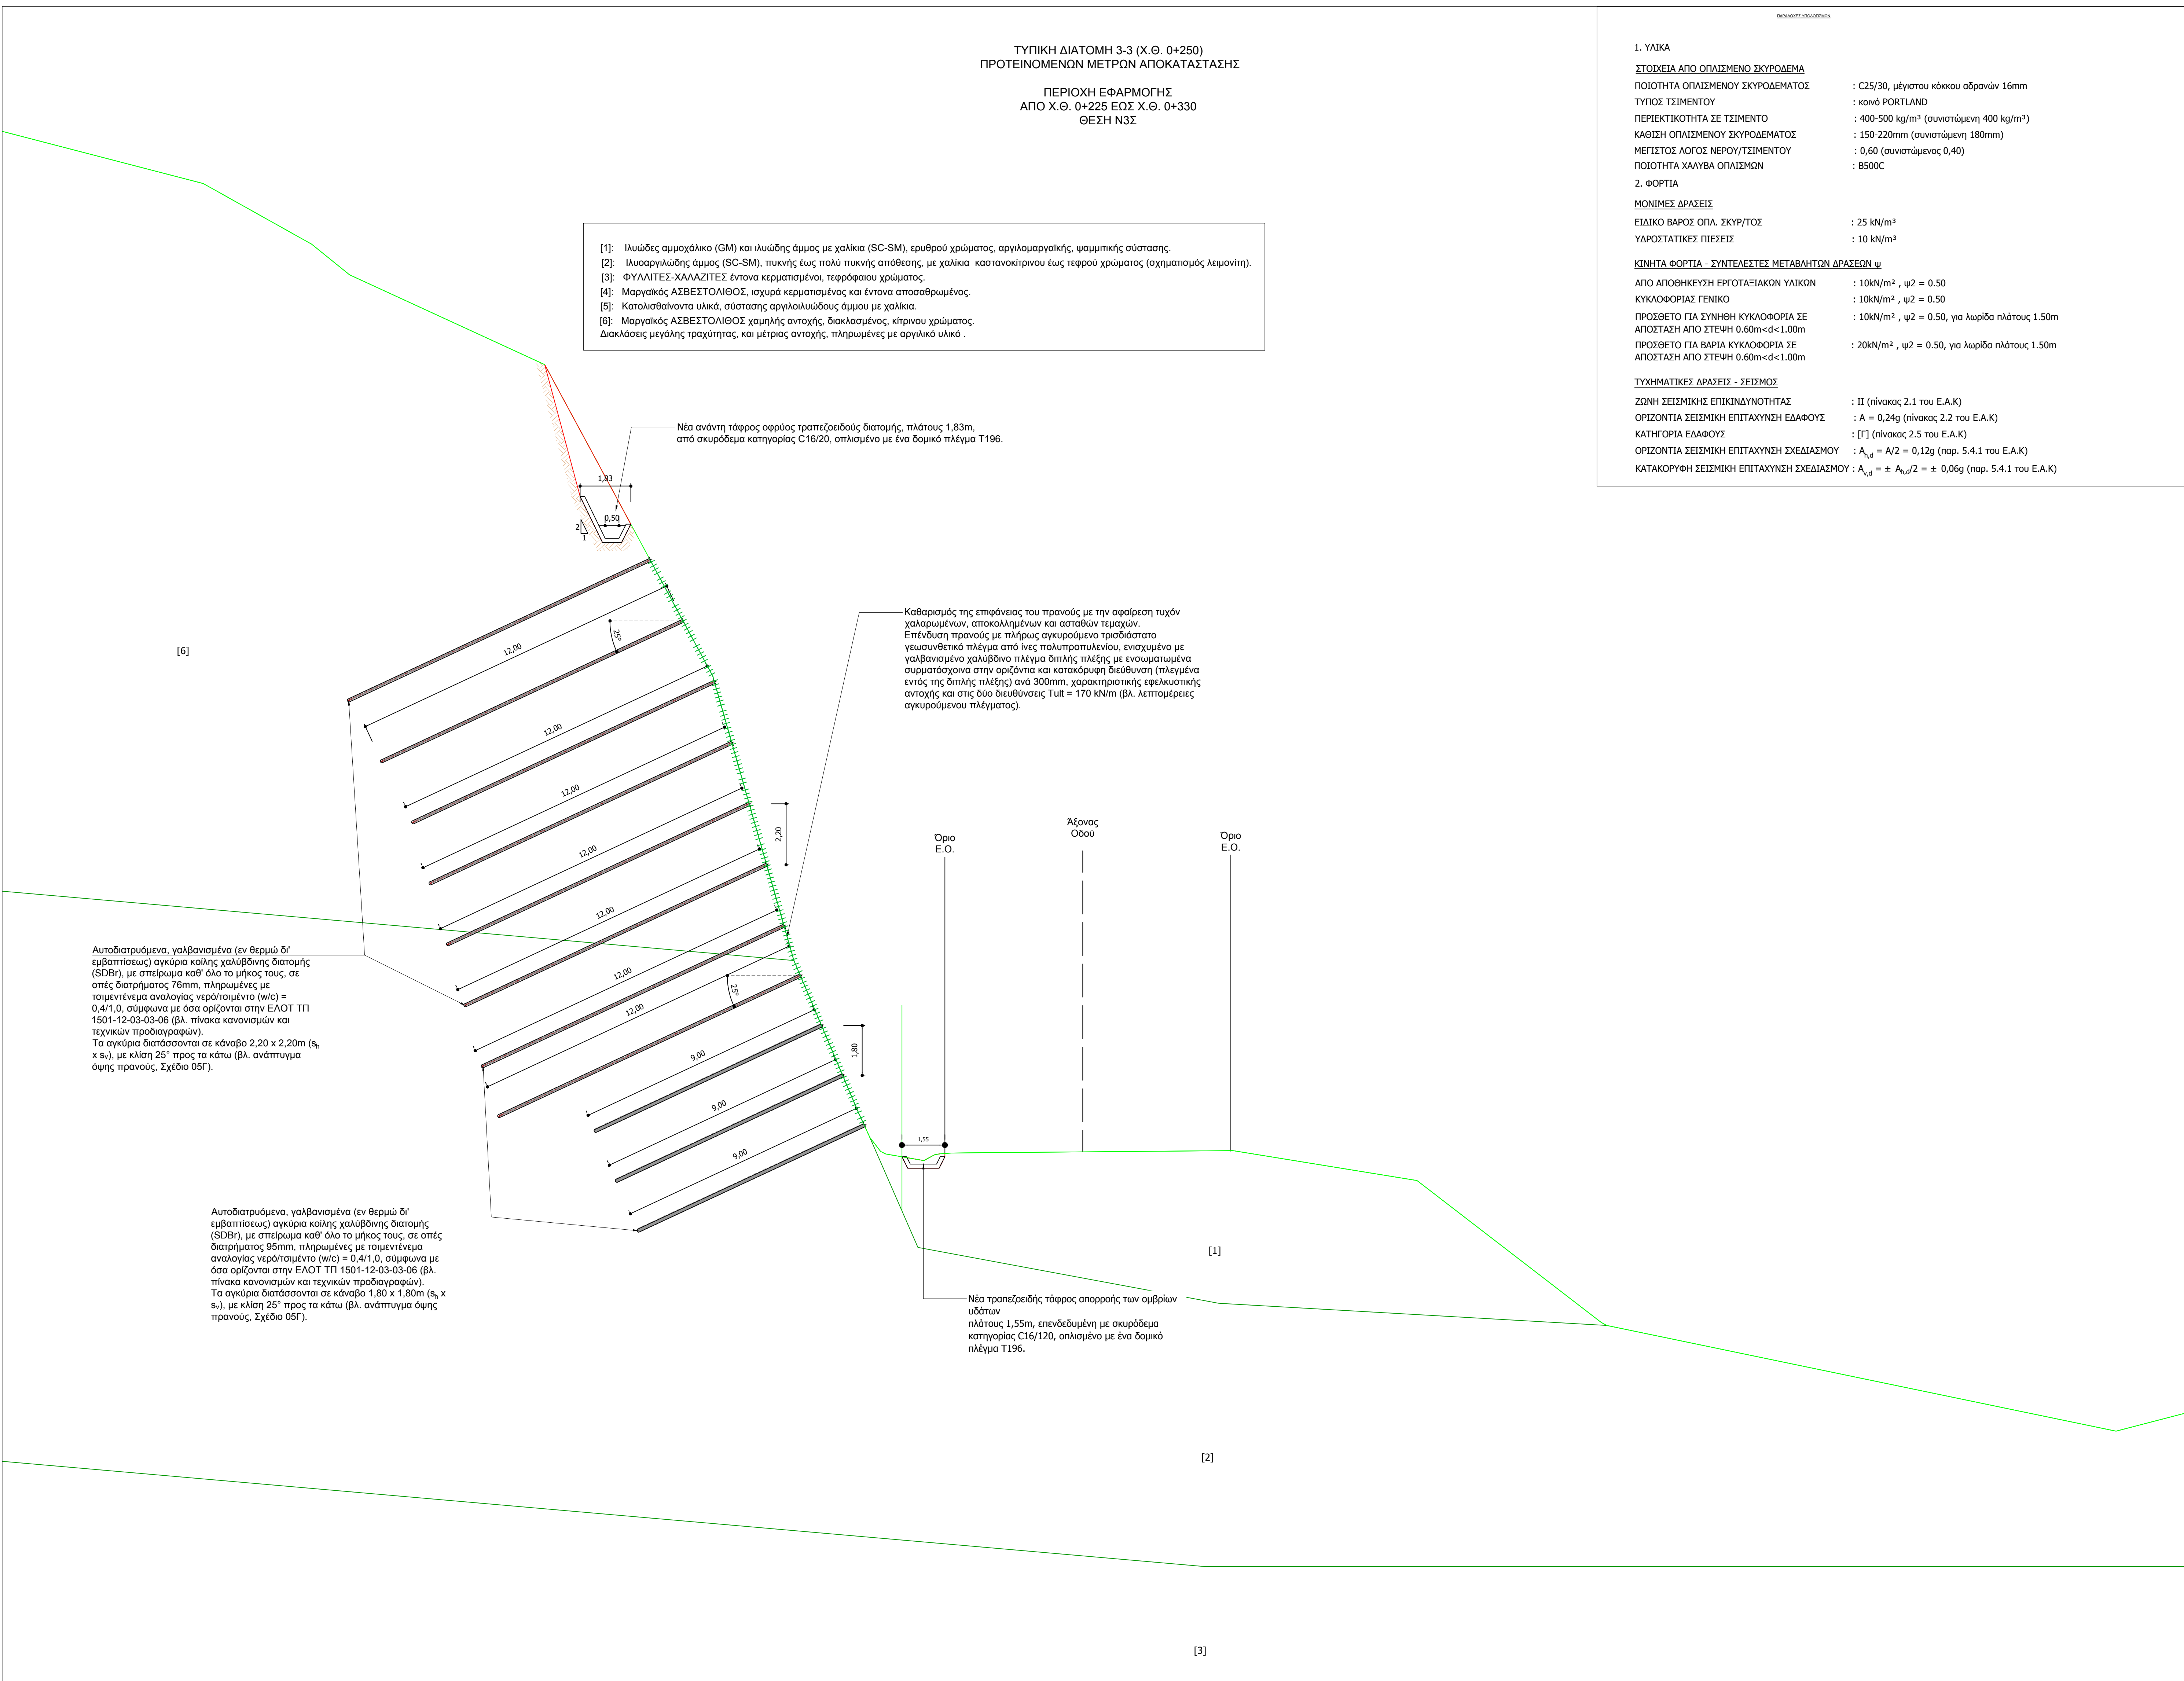 ΠΑΡΑΔΟΧΕΣ ΥΠΟΛΟΓΙΣΜΩΝ
ΤΥΠΙΚΗ ΔΙΑΤΟΜΗ 3-3 (Χ.Θ. 0+250)
ΠΡΟΤΕΙΝΟΜΕΝΩΝ ΜΕΤΡΩΝ ΑΠΟΚΑΤΑΣΤΑΣΗΣ
ΠΕΡΙΟΧΗ ΕΦΑΡΜΟΓΗΣ
ΑΠΟ Χ.Θ. 0+225 ΕΩΣ Χ.Θ. 0+330
ΘΕΣΗ Ν3Σ
1. ΥΛΙΚΑ
ΣΤΟΙΧΕΙΑ ΑΠΟ ΟΠΛΙΣΜΕΝΟ ΣΚΥΡΟΔΕΜΑ
ΠΟΙΟΤΗΤΑ ΟΠΛΙΣΜΕΝΟΥ ΣΚΥΡΟΔΕΜΑΤΟΣ : C25/30, μέγιστου κόκκου αδρανών 16mm
ΤΥΠΟΣ ΤΣΙΜΕΝΤΟΥ : κοινό PORTLAND
ΠΕΡΙΕΚΤΙΚΟΤΗΤΑ ΣΕ ΤΣΙΜΕΝΤΟ : 400-500 kg/m³ (συνιστώμενη 400 kg/m³)
ΚΑΘΙΣΗ ΟΠΛΙΣΜΕΝΟΥ ΣΚΥΡΟΔΕΜΑΤΟΣ : 150-220mm (συνιστώμενη 180mm)
ΜΕΓΙΣΤΟΣ ΛΟΓΟΣ ΝΕΡΟΥ/ΤΣΙΜΕΝΤΟΥ : 0,60 (συνιστώμενος 0,40)
ΠΟΙΟΤΗΤΑ ΧΑΛΥΒΑ ΟΠΛΙΣΜΩΝ : B500C
2. ΦΟΡΤΙΑ
ΜΟΝΙΜΕΣ ΔΡΑΣΕΙΣ
ΕΙΔΙΚΟ ΒΑΡΟΣ ΟΠΛ. ΣΚΥΡ/ΤΟΣ : 25 kN/m³
ΥΔΡΟΣΤΑΤΙΚΕΣ ΠΙΕΣΕΙΣ : 10 kN/m³
ΚΙΝΗΤΑ ΦΟΡΤΙΑ - ΣΥΝΤΕΛΕΣΤΕΣ ΜΕΤΑΒΛΗΤΩΝ ΔΡΑΣΕΩΝ ψ
ΑΠΟ ΑΠΟΘΗΚΕΥΣΗ ΕΡΓΟΤΑΞΙΑΚΩΝ ΥΛΙΚΩΝ : 10kN/m² , ψ2 = 0.50
ΚΥΚΛΟΦΟΡΙΑΣ ΓΕΝΙΚΟ : 10kN/m² , ψ2 = 0.50
ΠΡΟΣΘΕΤΟ ΓΙΑ ΣΥΝΗΘΗ ΚΥΚΛΟΦΟΡΙΑ ΣΕ : 10kN/m² , ψ2 = 0.50, για λωρίδα πλάτους 1.50m
ΑΠΟΣΤΑΣΗ ΑΠΟ ΣΤΕΨΗ 0.60m<d<1.00m
ΠΡΟΣΘΕΤΟ ΓΙΑ ΒΑΡΙΑ ΚΥΚΛΟΦΟΡΙΑ ΣΕ : 20kN/m² , ψ2 = 0.50, για λωρίδα πλάτους 1.50m
ΑΠΟΣΤΑΣΗ ΑΠΟ ΣΤΕΨΗ 0.60m<d<1.00m
ΤΥΧΗΜΑΤΙΚΕΣ ΔΡΑΣΕΙΣ - ΣΕΙΣΜΟΣ
ΖΩΝΗ ΣΕΙΣΜΙΚΗΣ ΕΠΙΚΙΝΔΥΝΟΤΗΤΑΣ : II (πίνακας 2.1 του Ε.Α.Κ)
ΟΡΙΖΟΝΤΙΑ ΣΕΙΣΜΙΚΗ ΕΠΙΤΑΧΥΝΣΗ ΕΔΑΦΟΥΣ : A = 0,24g (πίνακας 2.2 του Ε.Α.Κ)
ΚΑΤΗΓΟΡΙΑ ΕΔΑΦΟΥΣ : [Γ] (πίνακας 2.5 του Ε.Α.Κ)
ΟΡΙΖΟΝΤΙΑ ΣΕΙΣΜΙΚΗ ΕΠΙΤΑΧΥΝΣΗ ΣΧΕΔΙΑΣΜΟΥ : Ah,d = A/2 = 0,12g (παρ. 5.4.1 του Ε.Α.Κ)
ΚΑΤΑΚΟΡΥΦΗ ΣΕΙΣΜΙΚΗ ΕΠΙΤΑΧΥΝΣΗ ΣΧΕΔΙΑΣΜΟΥ : Av,d = ± Ah,d/2 = ± 0,06g (παρ. 5.4.1 του Ε.Α.Κ)
[1]: Ιλυώδες αμμοχάλικο (GM) και ιλυώδης άμμος με χαλίκια (SC-SM), ερυθρού χρώματος, αργιλομαργαϊκής, ψαμμιτικής σύστασης.
[2]: Ιλυοαργιλώδης άμμος (SC-SM), πυκνής έως πολύ πυκνής απόθεσης, με χαλίκια καστανοκίτρινου έως τεφρού χρώματος (σχηματισμός λειμονίτη).
[3]: ΦΥΛΛΙΤΕΣ-ΧΑΛΑΖΙΤΕΣ έντονα κερματισμένοι, τεφρόφαιου χρώματος.
[4]: Μαργαϊκός ΑΣΒΕΣΤΟΛΙΘΟΣ, ισχυρά κερματισμένος και έντονα αποσαθρωμένος.
[5]: Κατολισθαίνοντα υλικά, σύστασης αργιλοιλυώδους άμμου με χαλίκια.
[6]: Μαργαϊκός ΑΣΒΕΣΤΟΛΙΘΟΣ χαμηλής αντοχής, διακλασμένος, κίτρινου χρώματος.
Διακλάσεις μεγάλης τραχύτητας, και μέτριας αντοχής, πληρωμένες με αργιλικό υλικό .
Νέα ανάντη τάφρος οφρύος τραπεζοειδούς διατομής, πλάτους 1,83m,
από σκυρόδεμα κατηγορίας C16/20, οπλισμένο με ένα δομικό πλέγμα Τ196.
1,83
0,50
2
1
Καθαρισμός της επιφάνειας του πρανούς με την αφαίρεση τυχόν
χαλαρωμένων, αποκολλημένων και ασταθών τεμαχών.
Επένδυση πρανούς με πλήρως αγκυρούμενο τρισδιάστατο
γεωσυνθετικό πλέγμα από ίνες πολυπροπυλενίου, ενισχυμένο με
γαλβανισμένο χαλύβδινο πλέγμα διπλής πλέξης με ενσωματωμένα
συρματόσχοινα στην οριζόντια και κατακόρυφη διεύθυνση (πλεγμένα
εντός της διπλής πλέξης) ανά 300mm, χαρακτηριστικής εφελκυστικής
αντοχής και στις δύο διευθύνσεις Tult = 170 kN/m (βλ. λεπτομέρειες
αγκυρούμενου πλέγματος).
25°
12,00
[6]
12,00
12,00
2,20
12,00
Όριο
Ε.Ο.
Άξονας
Οδού
Όριο
Ε.Ο.
12,00
12,00
25°
12,00
Αυτοδιατρυόμενα, γαλβανισμένα (εν θερμώ δι'
εμβαπτίσεως) αγκύρια κοίλης χαλύβδινης διατομής
(SDBr), με σπείρωμα καθ' όλο το μήκος τους, σε
οπές διατρήματος 76mm, πληρωμένες με
τσιμεντένεμα αναλογίας νερό/τσιμέντο (w/c) =
0,4/1,0, σύμφωνα με όσα ορίζονται στην ΕΛΟΤ ΤΠ
1501-12-03-03-06 (βλ. πίνακα κανονισμών και
τεχνικών προδιαγραφών).
Τα αγκύρια διατάσσονται σε κάναβο 2,20 x 2,20m (sh
x sv), με κλίση 25° προς τα κάτω (βλ. ανάπτυγμα
όψης πρανούς, Σχέδιο 05Γ).
1,80
9,00
9,00
9,00
1,55
Αυτοδιατρυόμενα, γαλβανισμένα (εν θερμώ δι'
εμβαπτίσεως) αγκύρια κοίλης χαλύβδινης διατομής
(SDBr), με σπείρωμα καθ' όλο το μήκος τους, σε οπές
διατρήματος 95mm, πληρωμένες με τσιμεντένεμα
αναλογίας νερό/τσιμέντο (w/c) = 0,4/1,0, σύμφωνα με
όσα ορίζονται στην ΕΛΟΤ ΤΠ 1501-12-03-03-06 (βλ.
πίνακα κανονισμών και τεχνικών προδιαγραφών).
Τα αγκύρια διατάσσονται σε κάναβο 1,80 x 1,80m (sh x
sv), με κλίση 25° προς τα κάτω (βλ. ανάπτυγμα όψης
πρανούς, Σχέδιο 05Γ).
[1]
Νέα τραπεζοειδής τάφρος απορροής των ομβρίων
υδάτων
πλάτους 1,55m, επενδεδυμένη με σκυρόδεμα
κατηγορίας C16/120, οπλισμένο με ένα δομικό
πλέγμα Τ196.
[2]
[3]